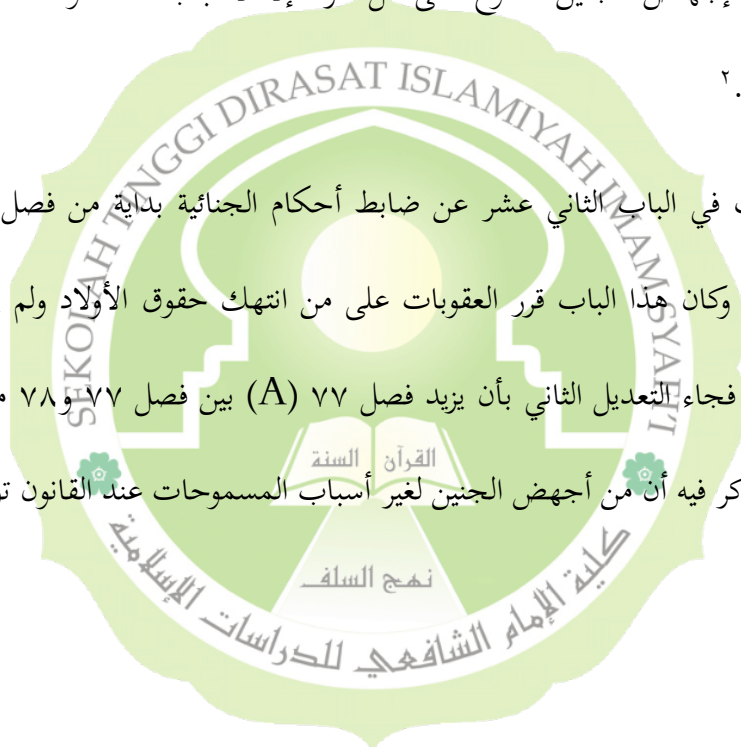 .٢
في الباب الثاني عشر عن ضابط أحكام الجنائية بداية من فصل
وكان هذا الباب قرر العقوبات على من انتهك حقوق الأولاد ولم
فجاء التعديل الثاني بأن يزيد فصل ٧٧ (A) بين فصل ٧٧ و٧٨
كر فيه أن من أجهض الجنين لغير أسباب المسموحات عند القانون
SEKOLAH TINGGI DIRASAT ISLAMIYAH IMAM SYAFE'I
القرآن السنة
نهج السلف
كلية الإمام الشافعي للدراسات الإسلامية